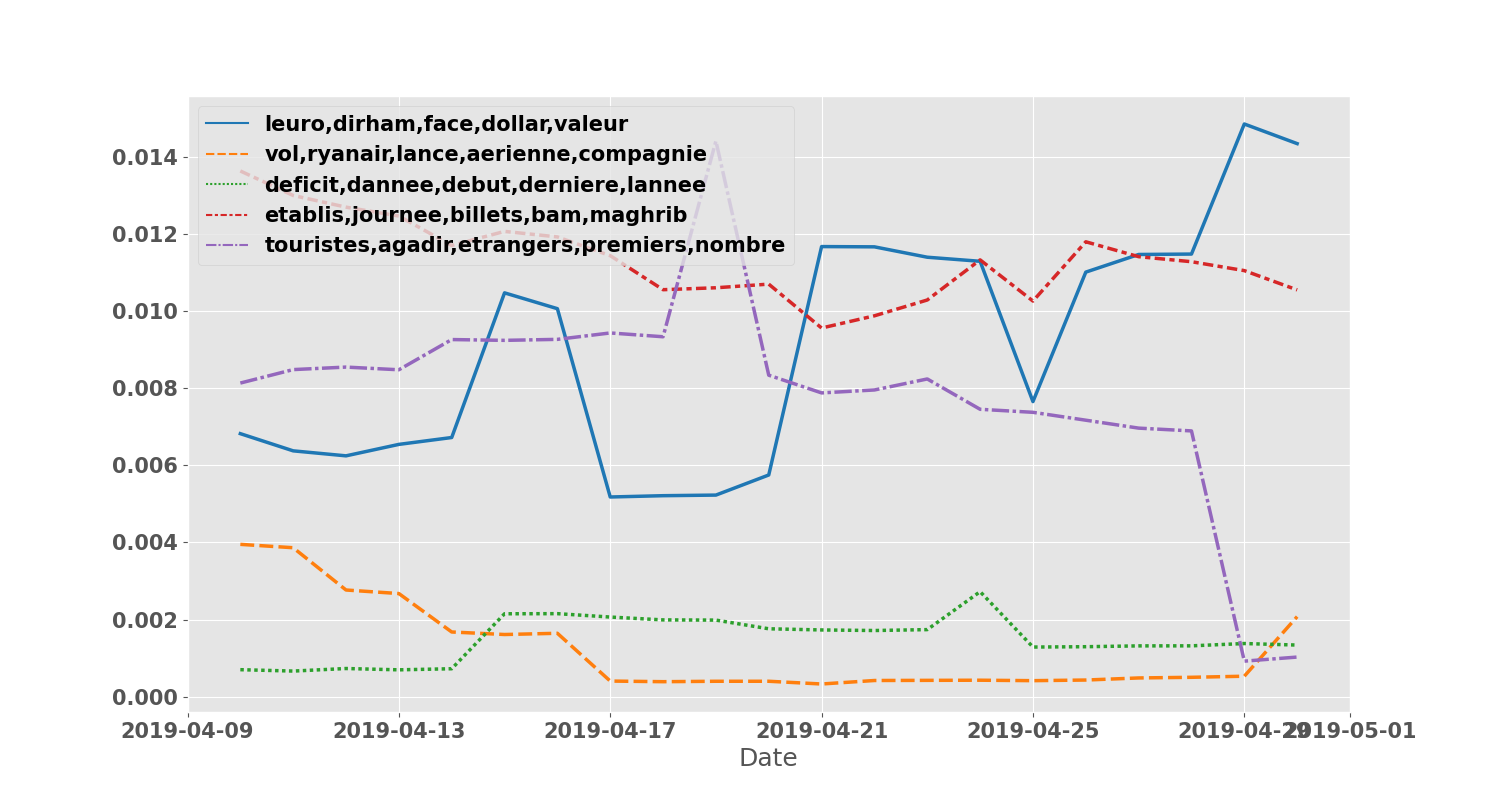 leuro,dirham,face,dollar,valeur
vol,ryanair,lance,aerienne,compagnie
deficit,dannee,debut,derniere,lannee
etablis,journee,billets,bam,maghrib
touristes,agadir,etrangers,premiers,nombre
0.014
0.012
0.010
0.008
0.006
0.004
0.002
0.000
2019-04-09 2019-04-13 2019-04-17 2019-04-21 2019-04-25 2019-04-29 2019-05-01
Date